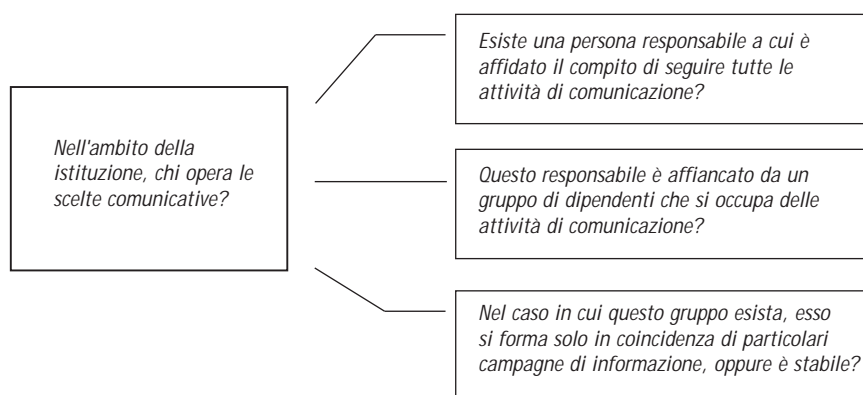 Nell'ambito della
istituzione, chi opera le
scelte comunicative?
Esiste una persona responsabile a cui è
affidato il compito di seguire tutte le
attività di comunicazione?
Questo responsabile è affiancato da un
gruppo di dipendenti che si occupa delle
attività di comunicazione?
Nel caso in cui questo gruppo esista, esso
si forma solo in coincidenza di particolari
campagne di informazione, oppure è stabile?